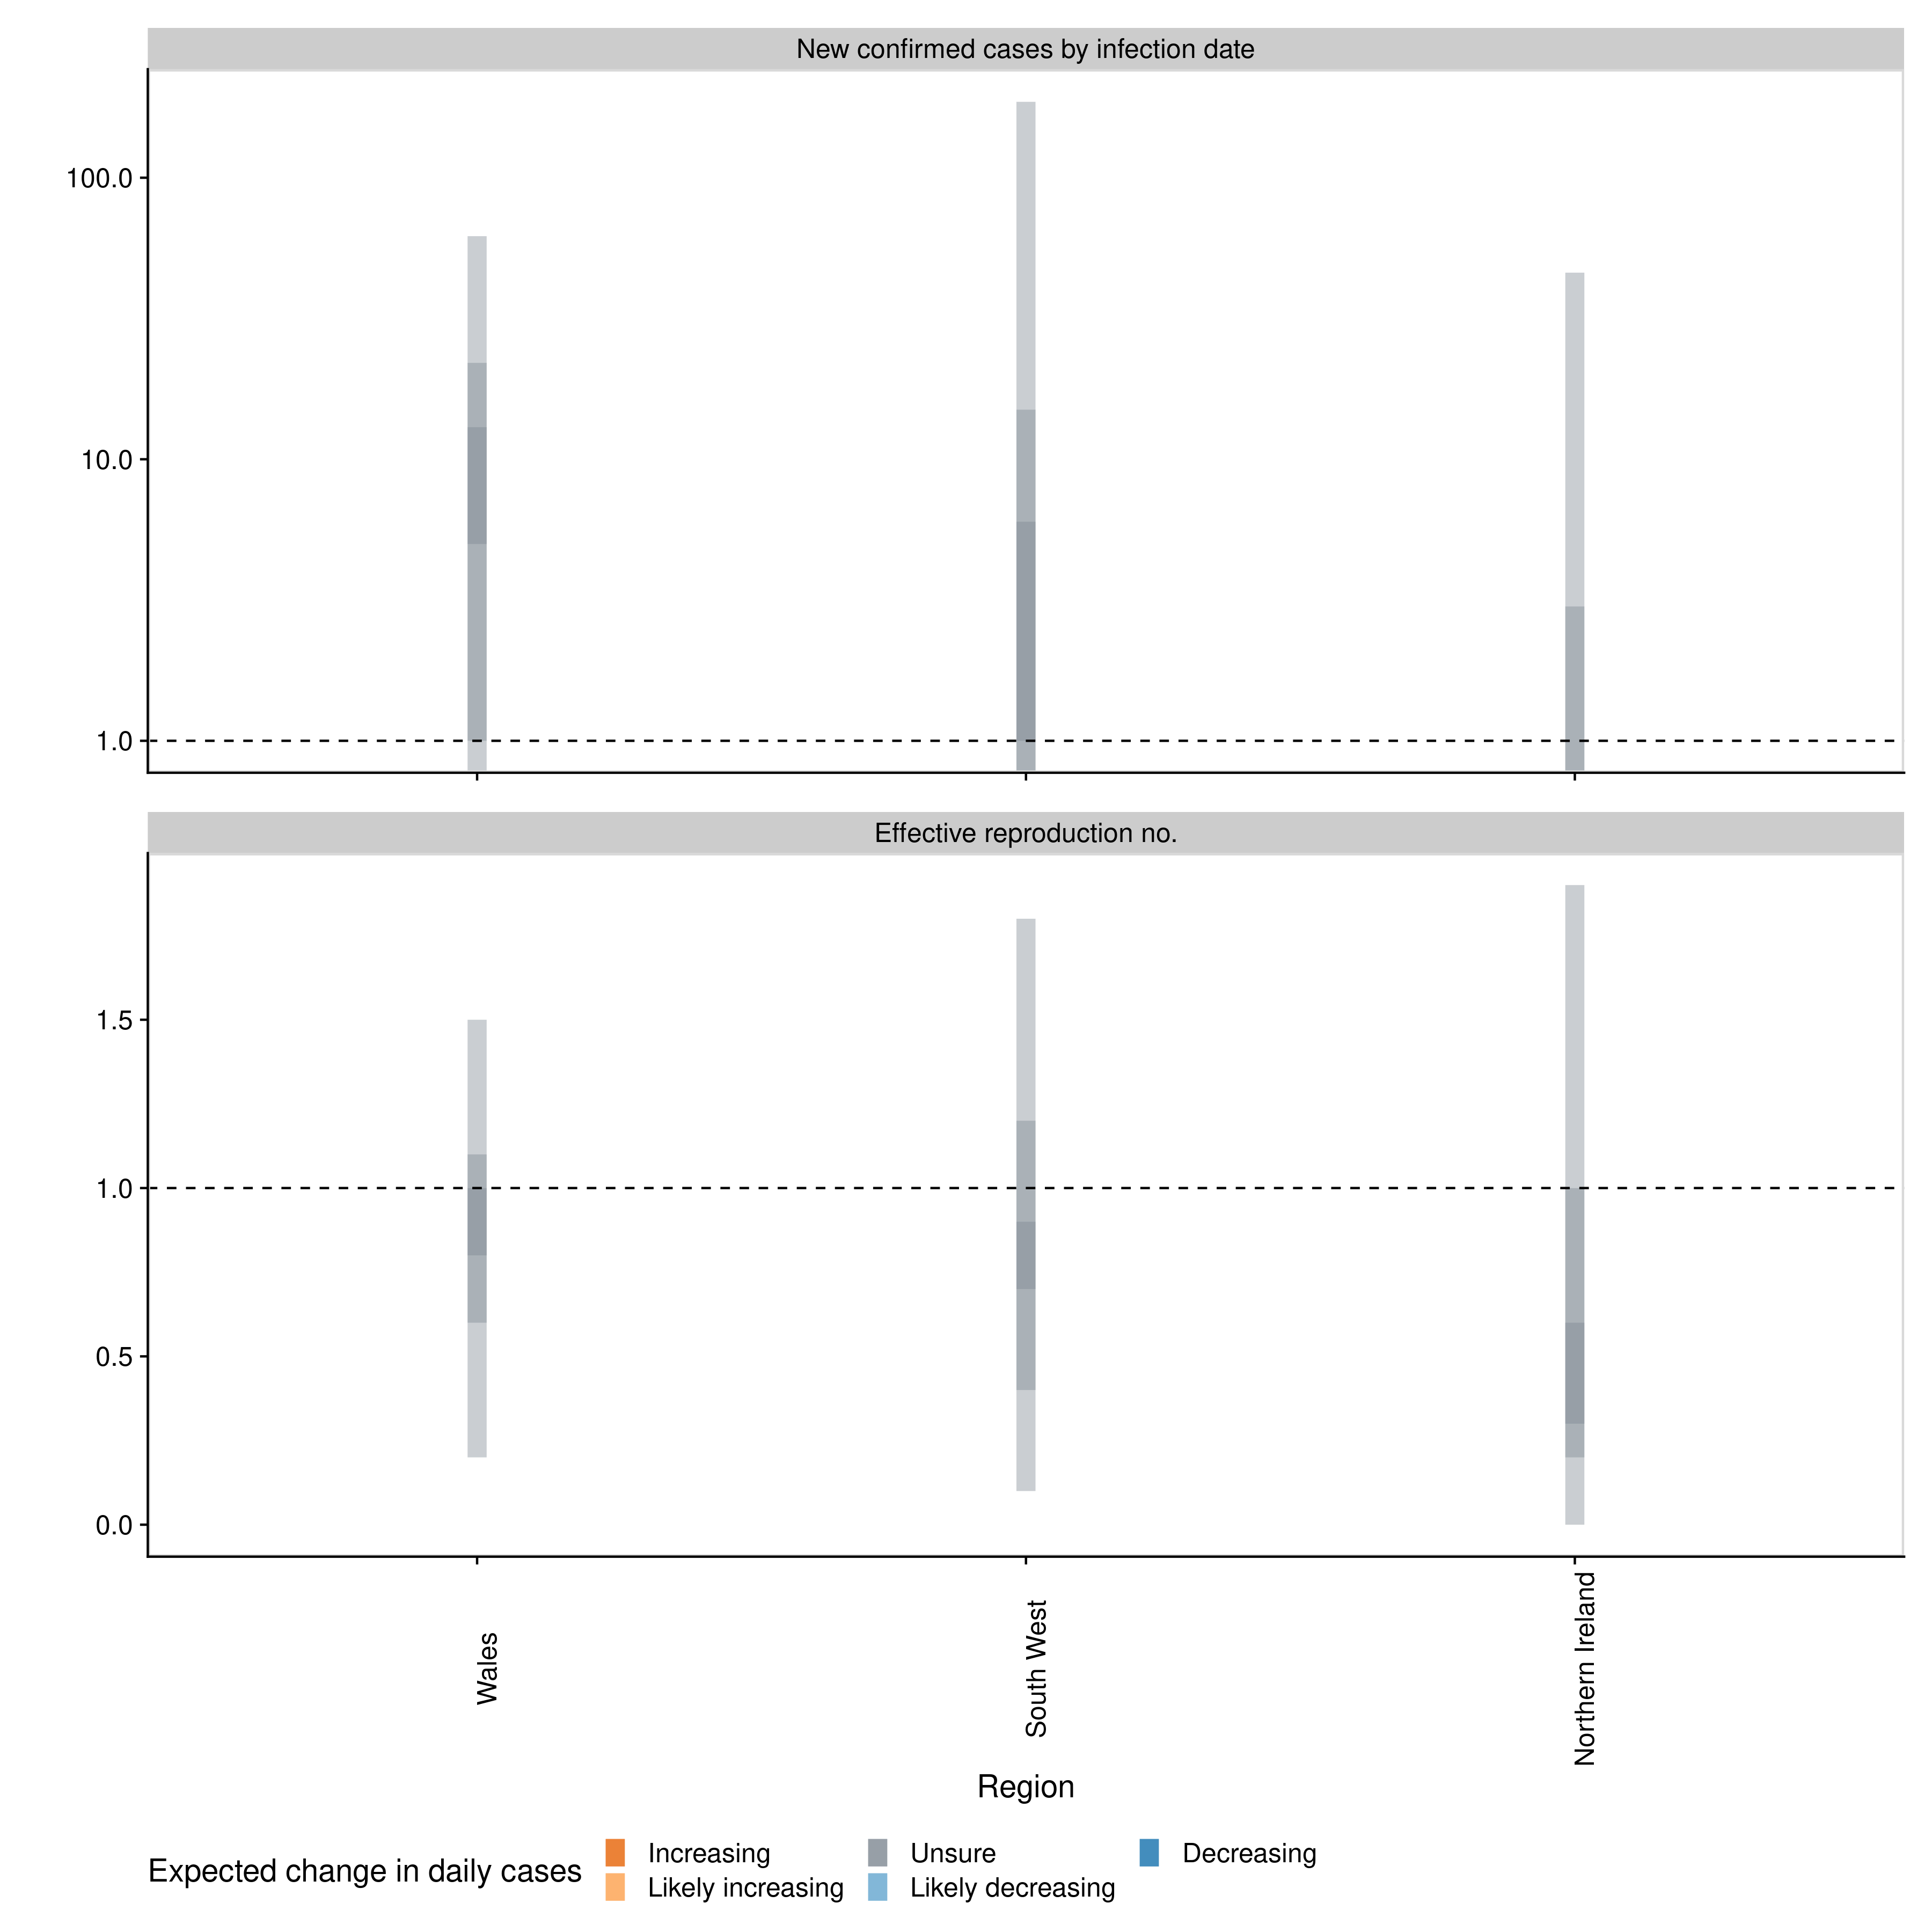 New confirmed cases by infection date
100.0
10.0
1.0
Effective reproduction no.
1.5
1.0
0.5
0.0
Wales
South West
Northern Ireland
Region
Expected change in daily cases
Increasing
Unsure
Decreasing
Likely increasing
Likely decreasing